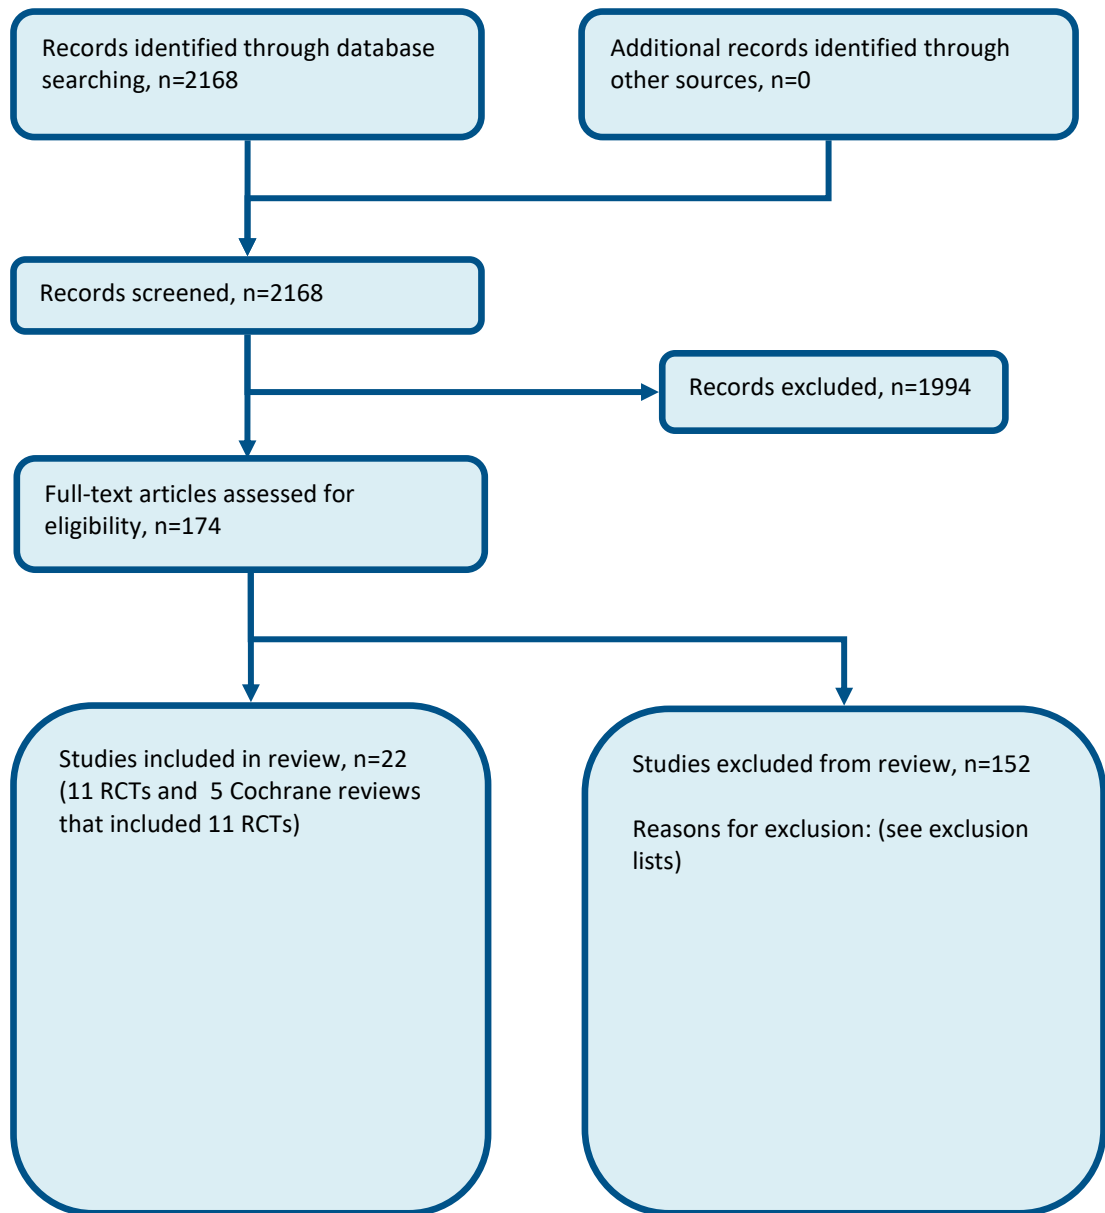 Records identified through database
searching, n=2168
Additional records identified through
other sources, n=0
Records screened, n=2168
Records excluded, n=1994
Full-text articles assessed for
eligibility, n=174
Studies included in review, n=22
(11 RCTs and  5 Cochrane reviews
that included 11 RCTs)
Studies excluded from review, n=152
Reasons for exclusion: (see exclusion
lists)